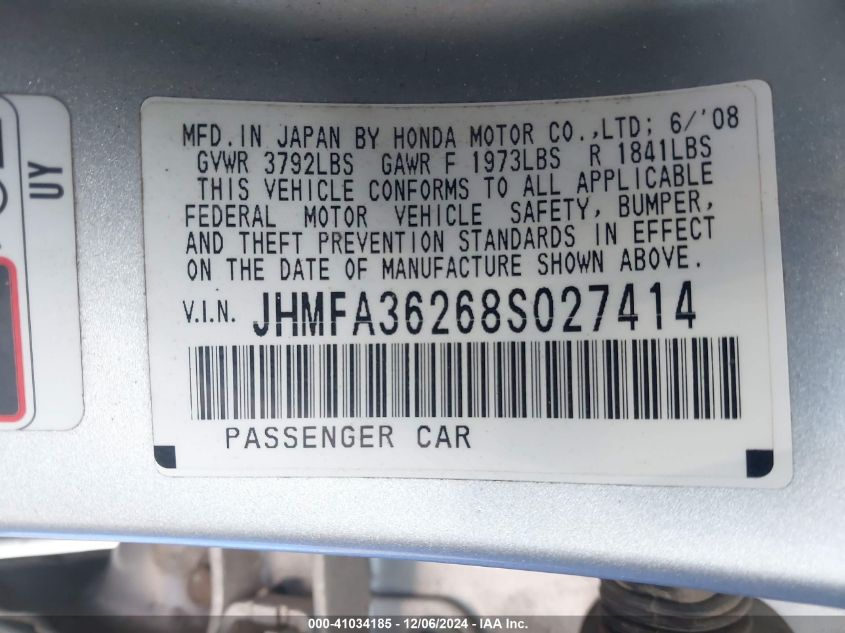 MFD.IN JAPAN BY HONDA MOTOR CO.,LTD; 6/'08
GVWR 3792LBS GAWR F 1973LBS R 1841LBS
THIS VEHICLE CONFORMS TO ALL APPLICABLE
FEDERAL MOTOR VEHICLE SAFETY, BUMPER,
AND THEFT PREVENTION STANDARDS IN EFFECT
ON THE DATE OF MANUFACTURE SHOWN ABOVE.
V.I.N. JHMFA36268S027414
PASSENGER CAR
UY
000-41034185 - 12/06/2024 - IAA Inc.